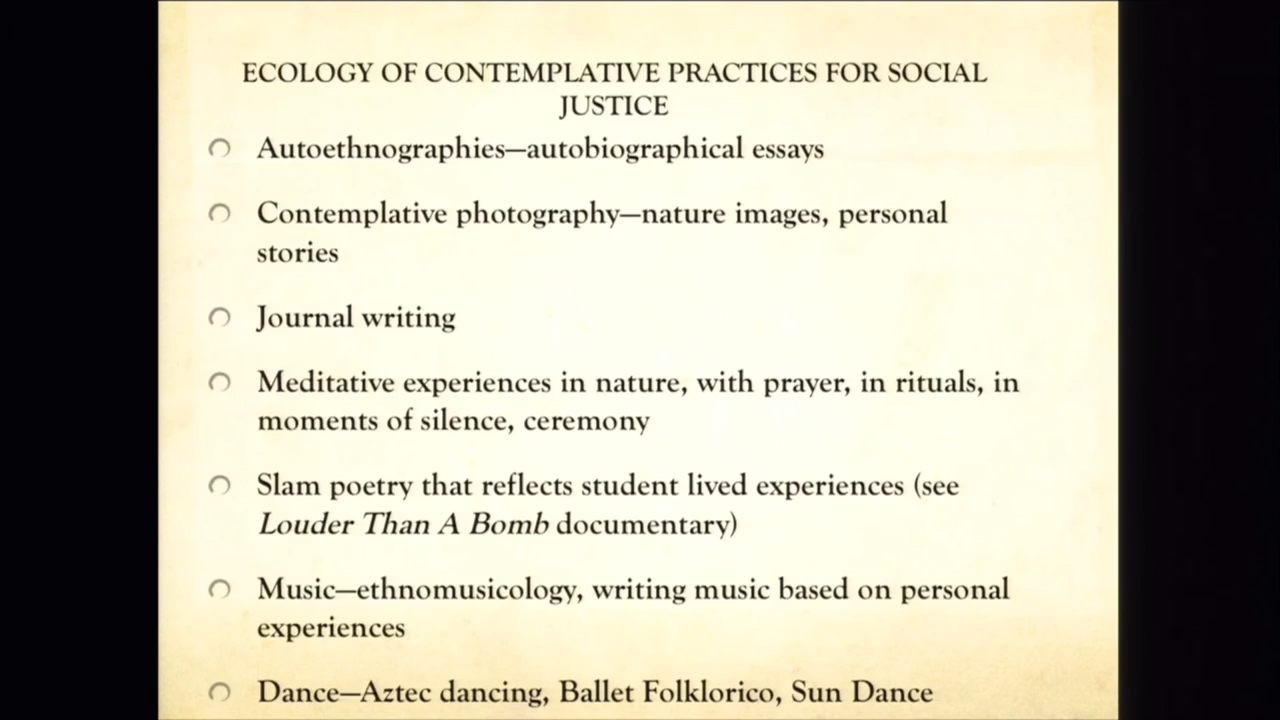 ECOLOGY OF CONTEMPLATIVE PRACTICES FOR SOCIAL
JUSTICE
Autoethnographies—autobiographical essays
Contemplative photography—nature images, personal
stories
Journal writing
Meditative experiences in nature, with prayer, in rituals, in
moments of silence, ceremony
Slam poetry that reflects student lived experiences (see
Louder Than A Bomb documentary)
Music—ethnomusicology, writing music based on personal
experiences
Dance—Aztec dancing, Ballet Folklorico, Sun Dance